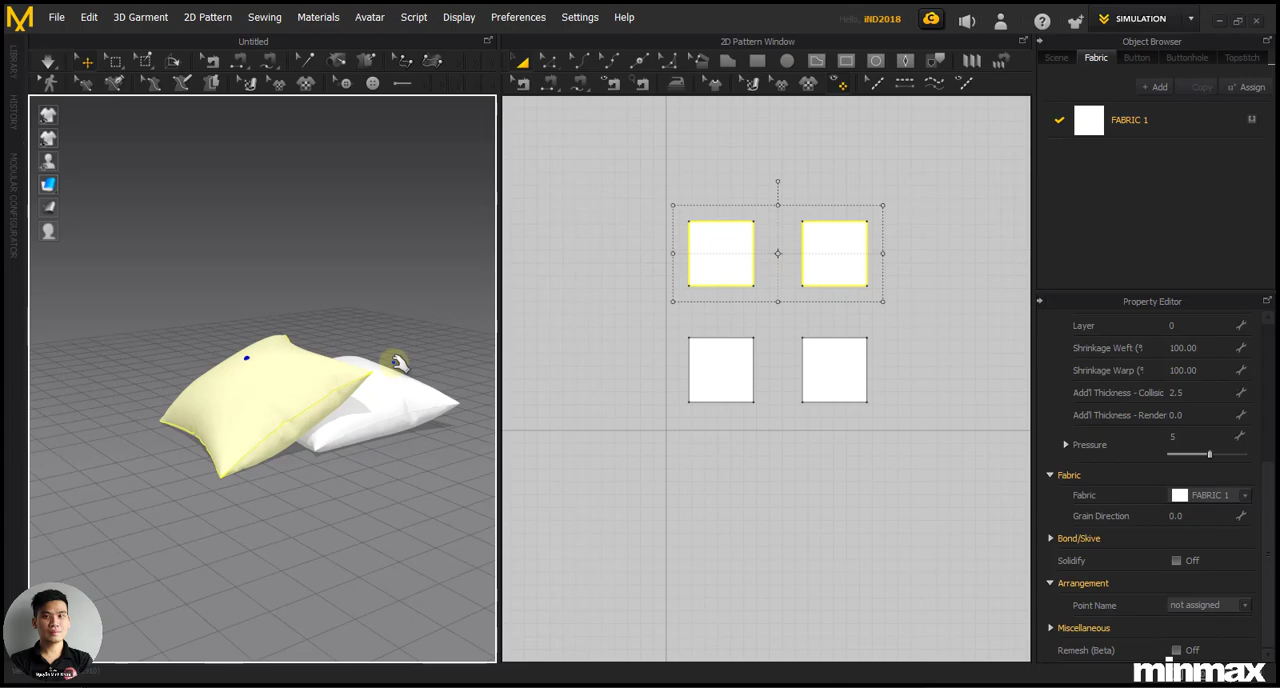 File Edit 3D Garment 2D Pattern Sewing Materials Avatar Script Display Preferences Settings Help
Hello, iND2018
SIMULATION
LIBRARY
HISTORY
MODULAR CONFIGURATOR
Untitled
2D Pattern Window
Object Browser
Scene Fabric Button Buttonhole Topstitch
+ Add Copy Assign
FABRIC 1
Property Editor
Layer 0
Shrinkage Weft (% 100.00
Shrinkage Warp (% 100.00
Add'l Thickness - Collisic 2.5
Add'l Thickness - Render 0.0
Pressure 5
Fabric
Fabric FABRIC 1
Grain Direction 0.0
Bond/Skive
Solidify Off
Arrangement
Point Name not assigned
Miscellaneous
Remesh (Beta) Off
minmax